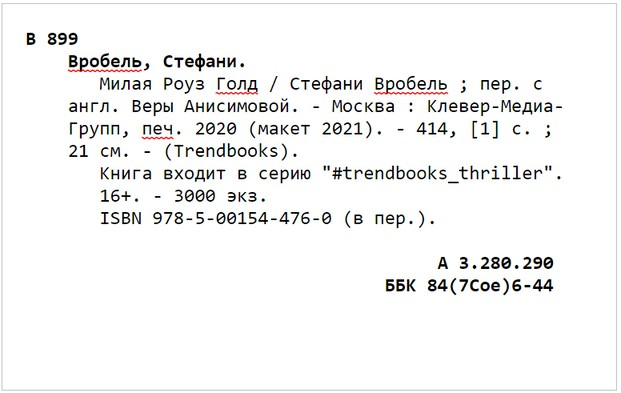 В 899
Вробель, Стефани.
Милая Роуз Голд / Стефани Вробель ; пер. с
англ. Веры Анисимовой. - Москва : Клевер-Медиа-
Групп, печ. 2020 (макет 2021). - 414, [1] с. ;
21 см. - (Trendbooks).
Книга входит в серию "#trendbooks_thriller".
16+. - 3000 экз.
ISBN 978-5-00154-476-0 (в пер.).
А 3.280.290
ББК 84(7Сое)6-44